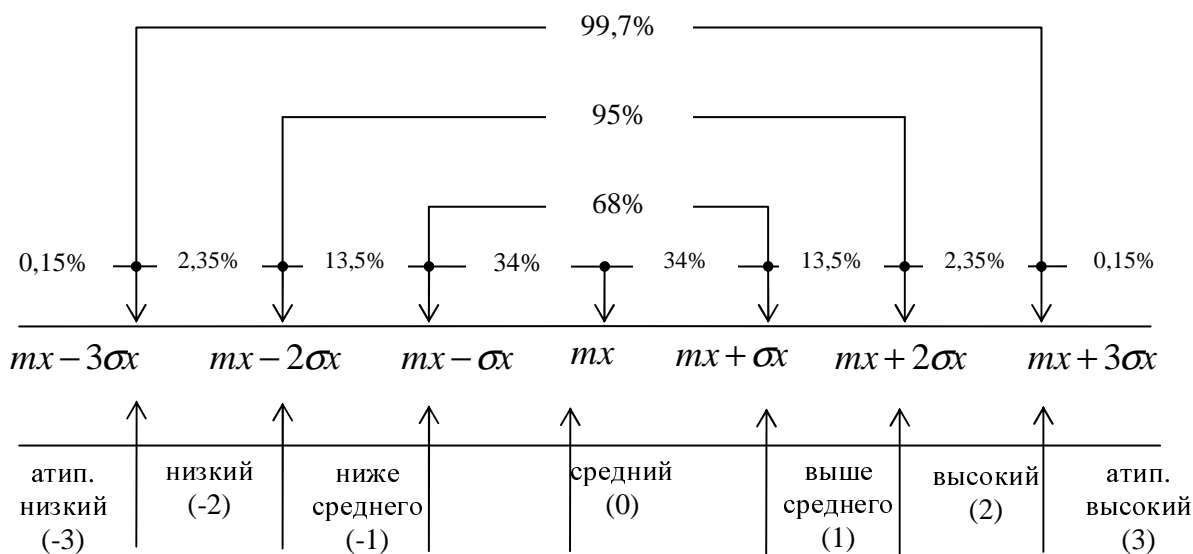 99,7%
95%
68%
0,15% 2,35% 13,5% 34% 34% 13,5% 2,35% 0,15%
mx − 3σx mx − 2σx mx − σx mx mx + σx mx + 2σx mx + 3σx
атип. низкий ниже средний выше высокий атип.
низкий (-2) среднего (0) среднего (2) высокий
(-3) (-1) (1) (3)